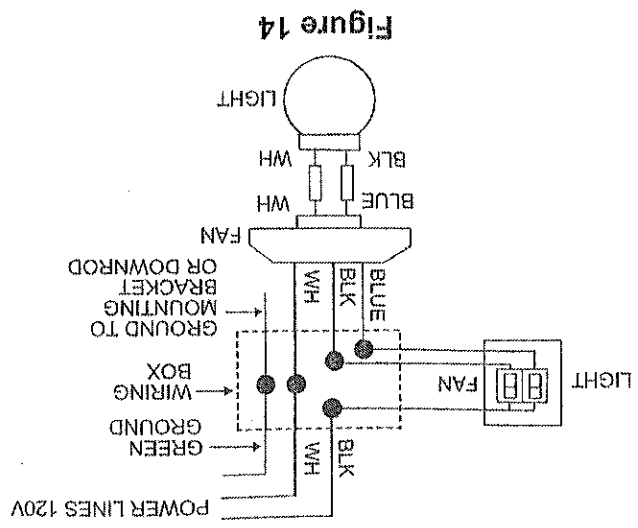 Figure 14
LIGHT
BLK WH
BLUE WH
FAN
BLUE
BLK
WH
GROUND TO
MOUNTING
BRACKET
OR DOWNROD
LIGHT
FAN
WIRING
BOX
GREEN
GROUND
BLK
WH
POWER LINES 120V